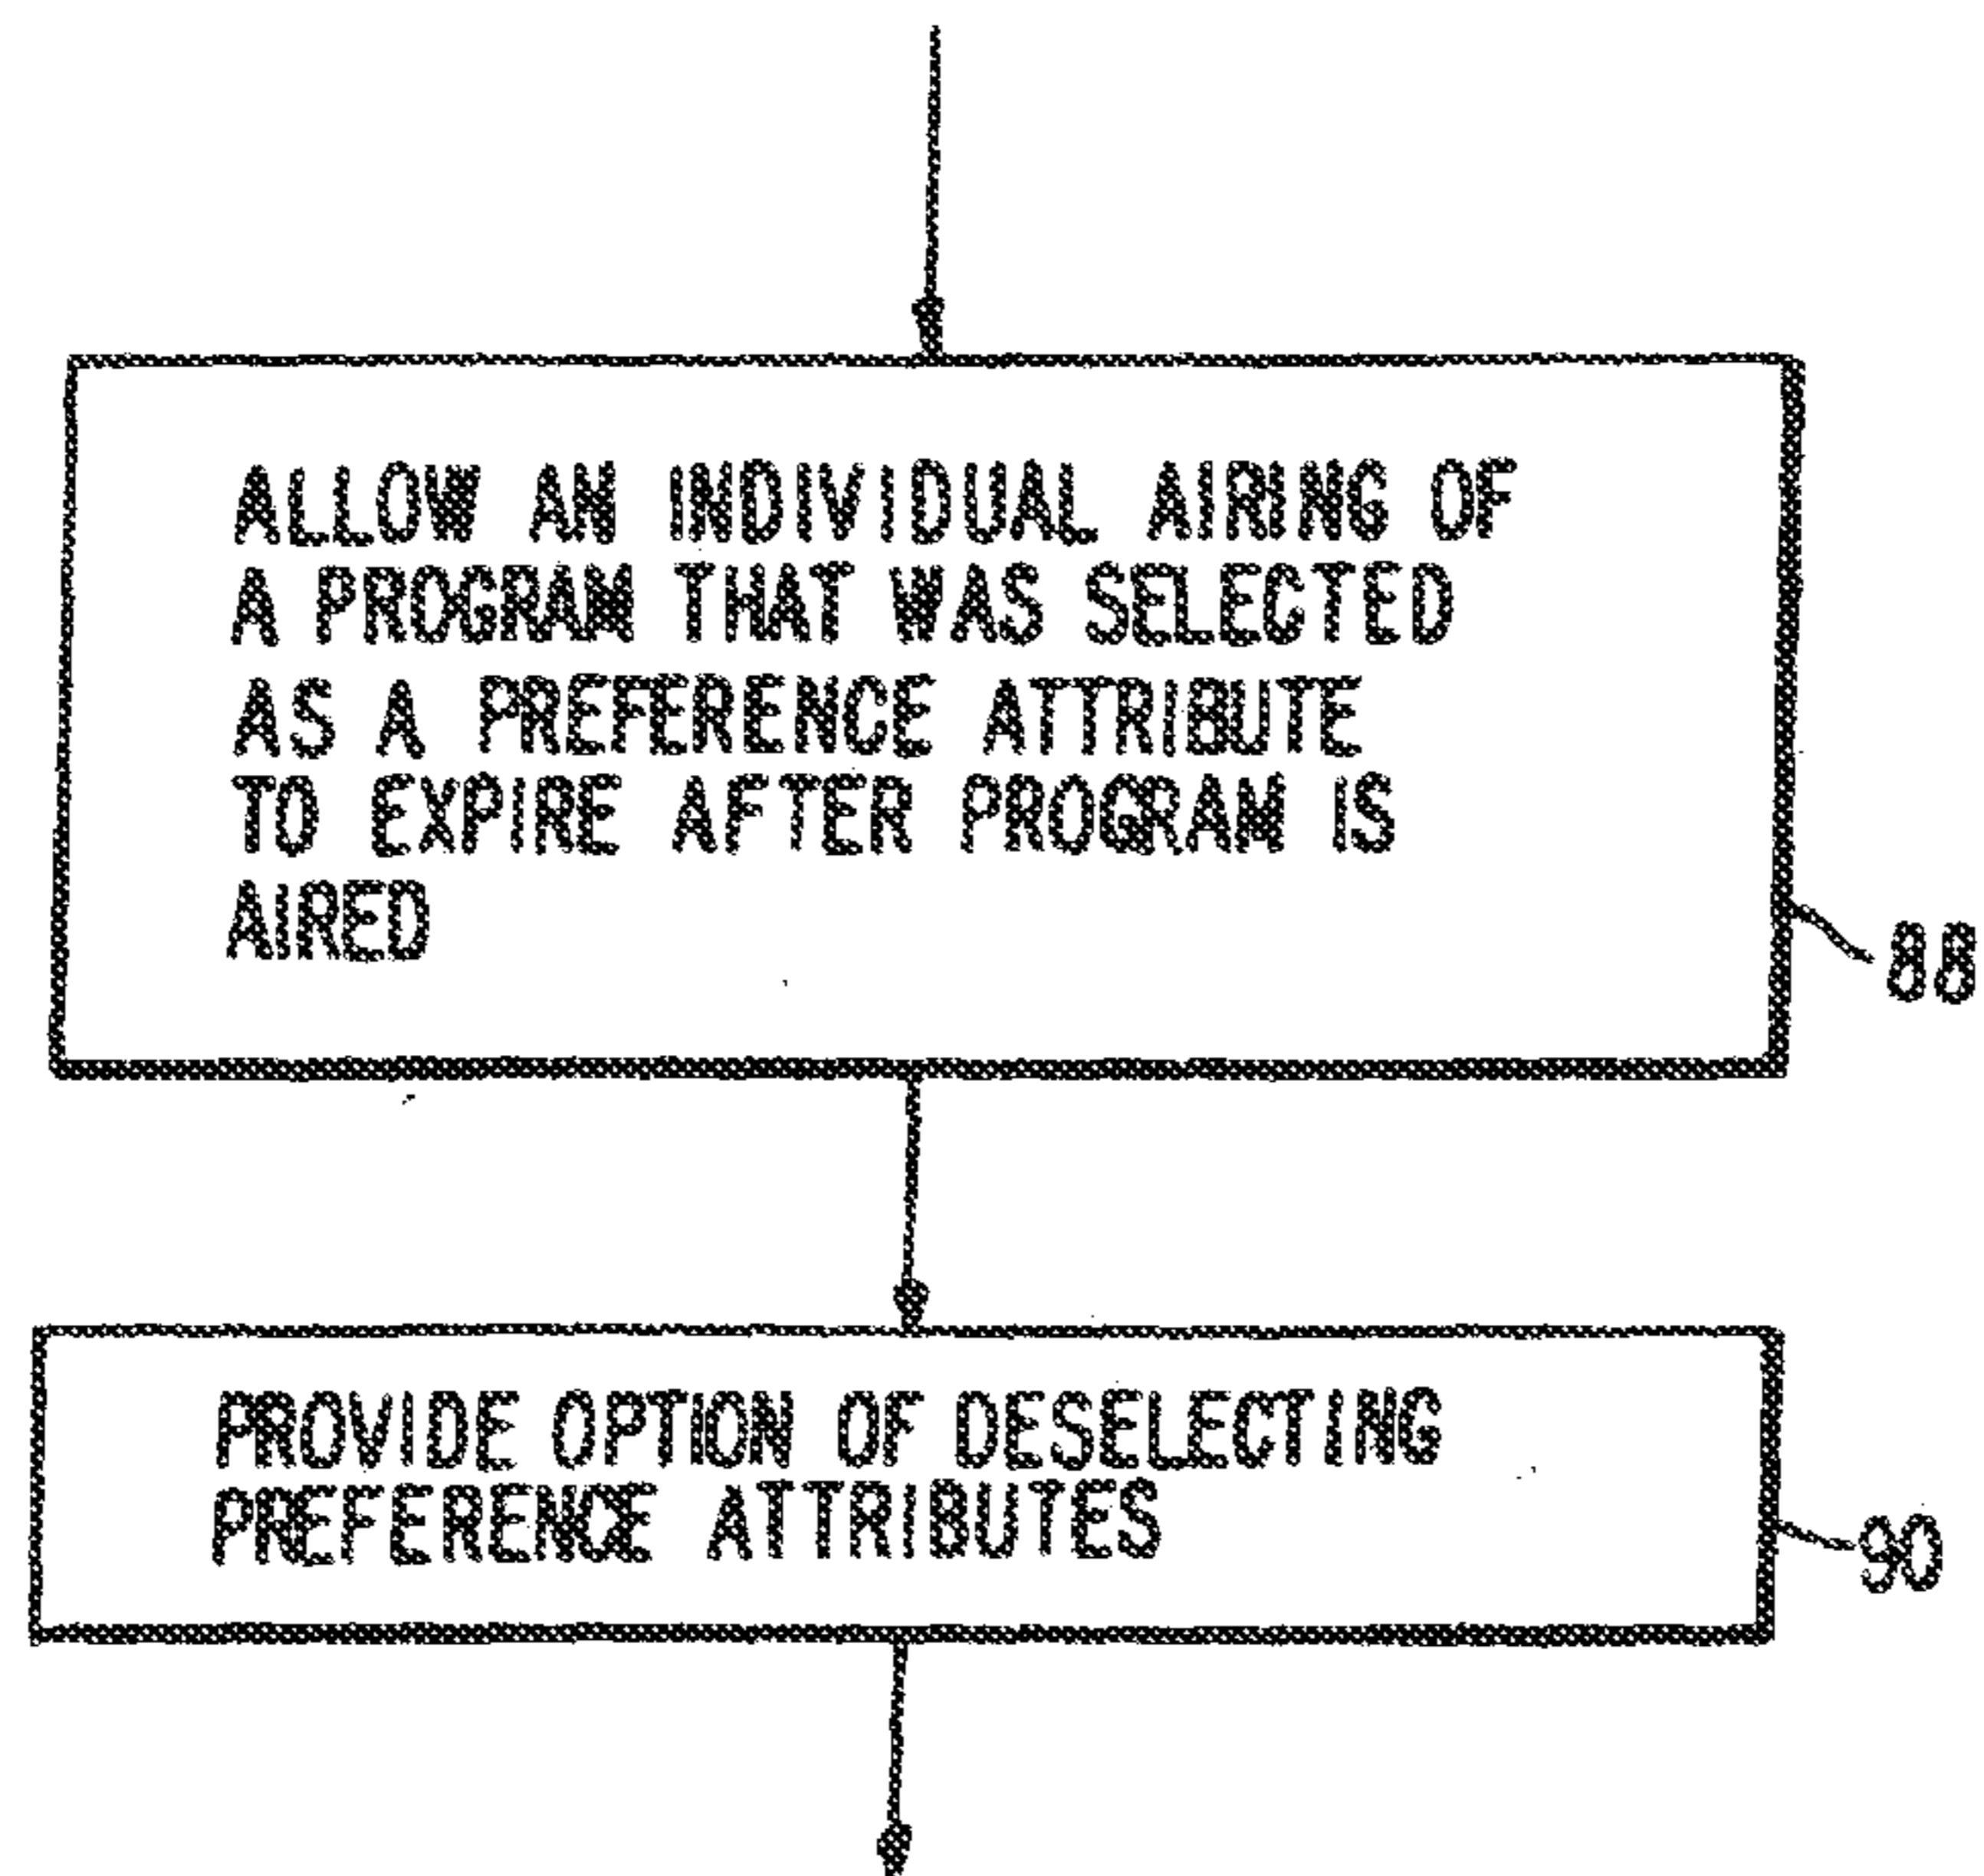 ALLOW AN INDIVIDUAL AIRING OF
A PROGRAM THAT WAS SELECTED
AS A PREFERENCE ATTRIBUTE
TO EXPIRE AFTER PROGRAM IS
AIRED
88
PROVIDE OPTION OF DESELECTING
PREFERENCE ATTRIBUTES
90